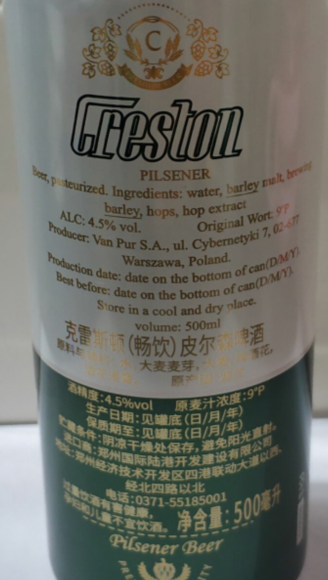 C
Creston
PILSENER
Beer, pasteurized. Ingredients: water, barley malt, brewing
barley, hops, hop extract
ALC: 4.5% vol. Original Wort: 9°P
Producer: Van Pur S.A., ul. Cybernetyki 7, 02-677
Warszawa, Poland.
Production date: date on the bottom of can(D/M/Y).
Best before: date on the bottom of can(D/M/Y).
Store in a cool and dry place.
volume: 500ml
克雷斯顿(畅饮)皮尔森啤酒
大麦麦芽,
酒精度:4.5%vol 原麦汁浓度:9°P
生产日期:见罐底(日/月/年)
保质期至:见罐底(日/月/年)
贮藏条件:阴凉干燥处保存,避免阳光直射。
进口商:郑州国际陆港开发建设有限公司
地址:郑州经济技术开发区四港联动大道以西、
经北四路以北
电话:0371-55185001
过量饮酒有害健康,
孕妇和儿童不宜饮酒。 净含量:500毫升
Pilsener Beer